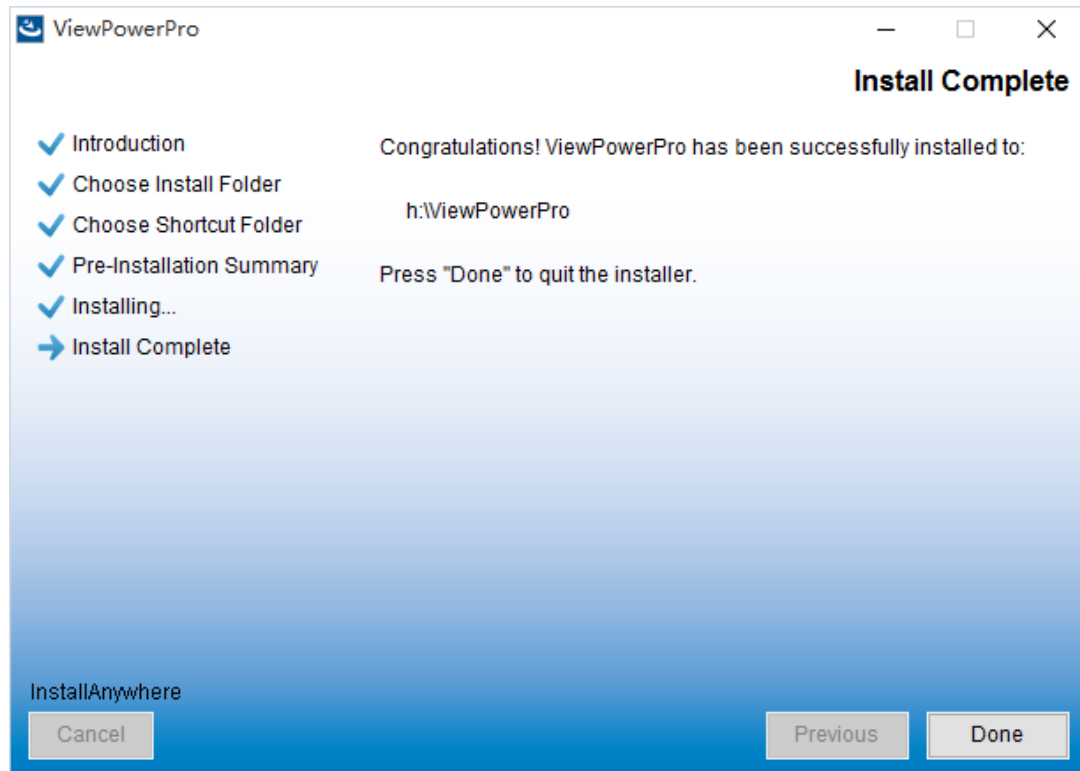 ViewPowerPro
Install Complete
Introduction
Choose Install Folder
Choose Shortcut Folder
Pre-Installation Summary
Installing...
Install Complete
Congratulations! ViewPowerPro has been successfully installed to:
h:\ViewPowerPro
Press "Done" to quit the installer.
InstallAnywhere
Cancel
Previous
Done